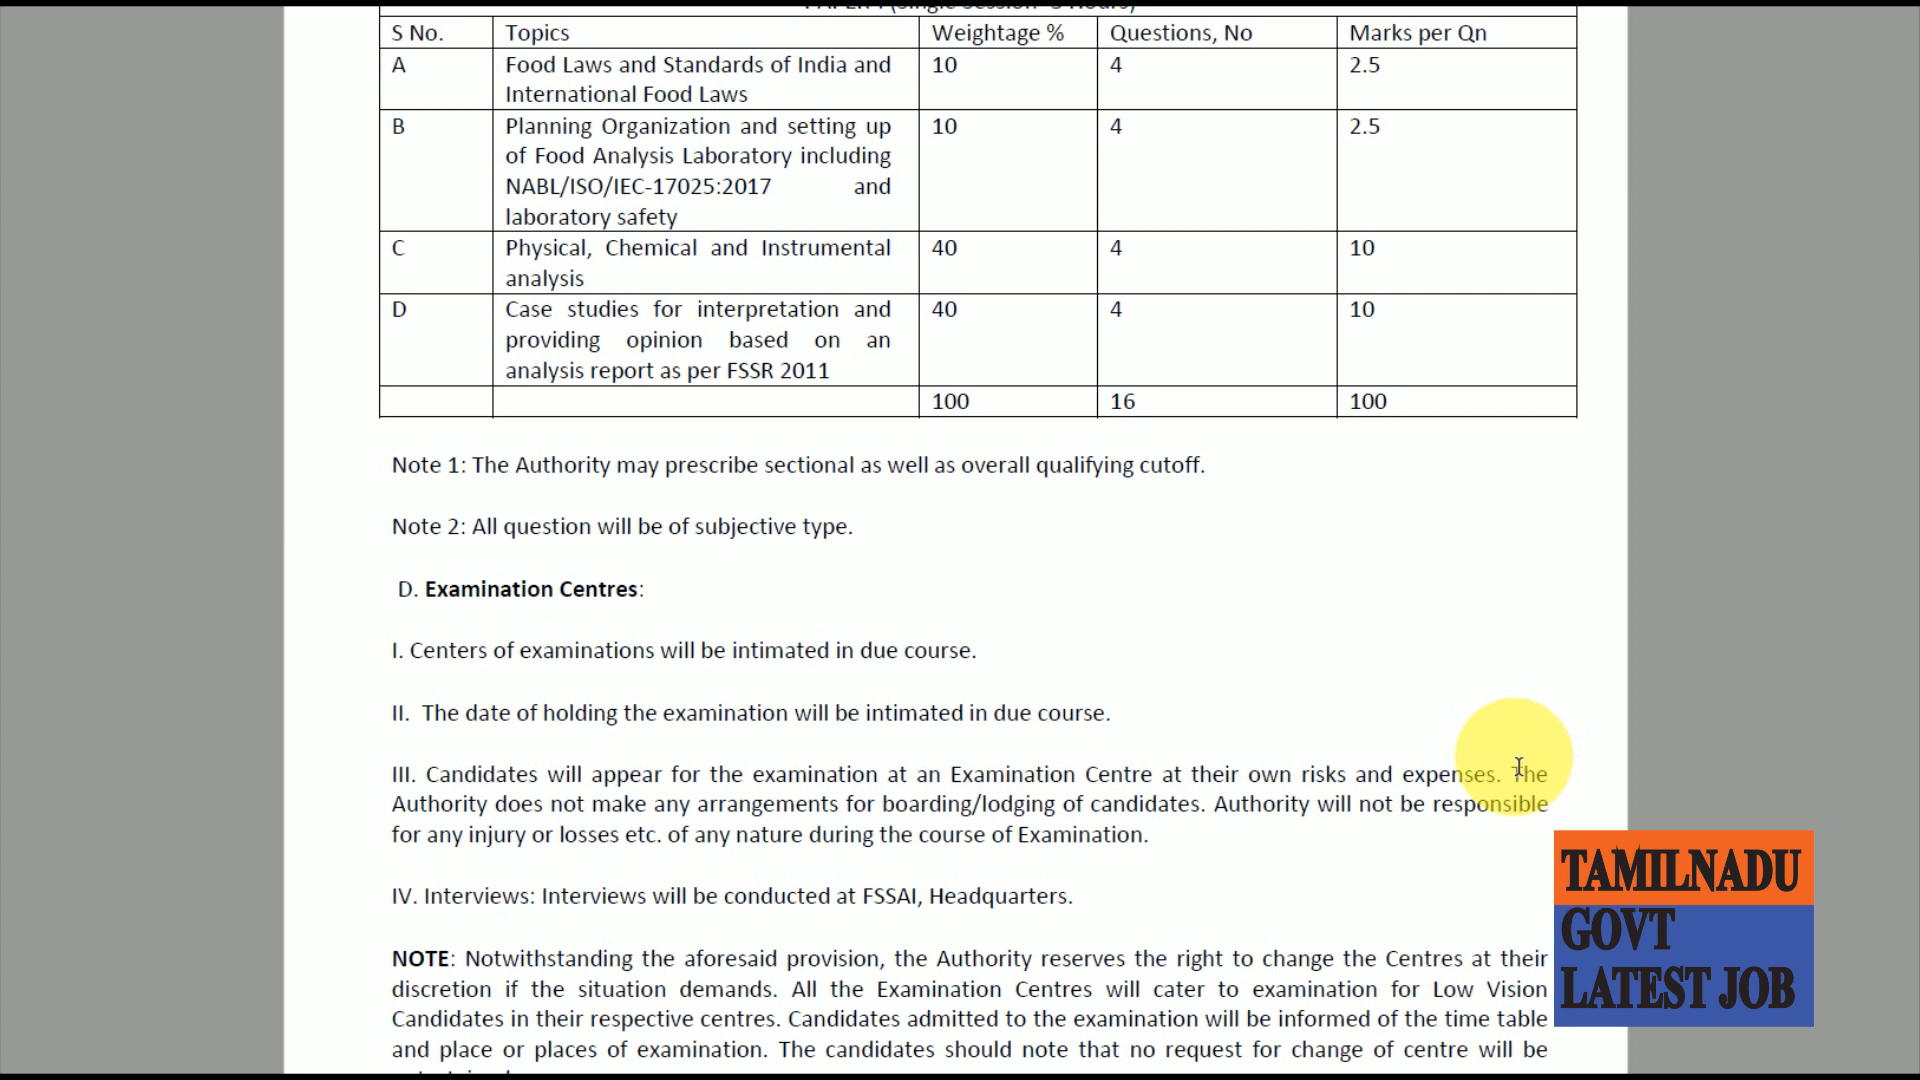 S No. Topics Weightage % Questions, No Marks per Qn
A Food Laws and Standards of India and 10 4 2.5
International Food Laws
B Planning Organization and setting up 10 4 2.5
of Food Analysis Laboratory including
NABL/ISO/IEC-17025:2017 and
laboratory safety
C Physical, Chemical and Instrumental 40 4 10
analysis
D Case studies for interpretation and 40 4 10
providing opinion based on an
analysis report as per FSSR 2011
100 16 100
Note 1: The Authority may prescribe sectional as well as overall qualifying cutoff.
Note 2: All question will be of subjective type.
D. Examination Centres:
I. Centers of examinations will be intimated in due course.
II. The date of holding the examination will be intimated in due course.
III. Candidates will appear for the examination at an Examination Centre at their own risks and expenses. The
Authority does not make any arrangements for boarding/lodging of candidates. Authority will not be responsible
for any injury or losses etc. of any nature during the course of Examination.
IV. Interviews: Interviews will be conducted at FSSAI, Headquarters.
NOTE: Notwithstanding the aforesaid provision, the Authority reserves the right to change the Centres at their
discretion if the situation demands. All the Examination Centres will cater to examination for Low Vision
Candidates in their respective centres. Candidates admitted to the examination will be informed of the time table
and place or places of examination. The candidates should note that no request for change of centre will be
TAMILNADU
GOVT
LATEST JOB